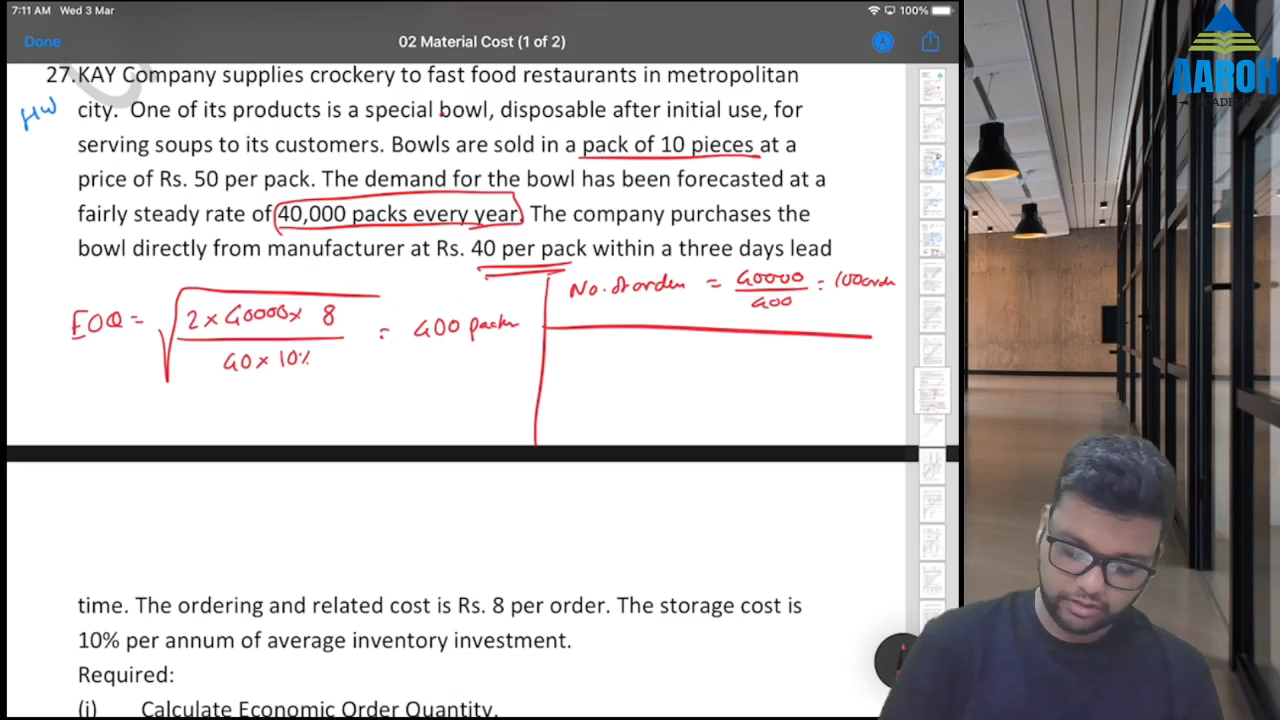 7:11 AM Wed 3 Mar
100%
Done
02 Material Cost (1 of 2)
AAROH
27.KAY Company supplies crockery to fast food restaurants in metropolitan
HW
city. One of its products is a special bowl, disposable after initial use, for
serving soups to its customers. Bowls are sold in a pack of 10 pieces at a
price of Rs. 50 per pack. The demand for the bowl has been forecasted at a
fairly steady rate of 40,000 packs every year. The company purchases the
bowl directly from manufacturer at Rs. 40 per pack within a three days lead
EOQ = √ 2 × 40000 × 8 / 40 × 10% = 400 packs
No. of orders = 40000 / 400 = 100 orders
time. The ordering and related cost is Rs. 8 per order. The storage cost is
10% per annum of average inventory investment.
Required:
(i) Calculate Economic Order Quantity.